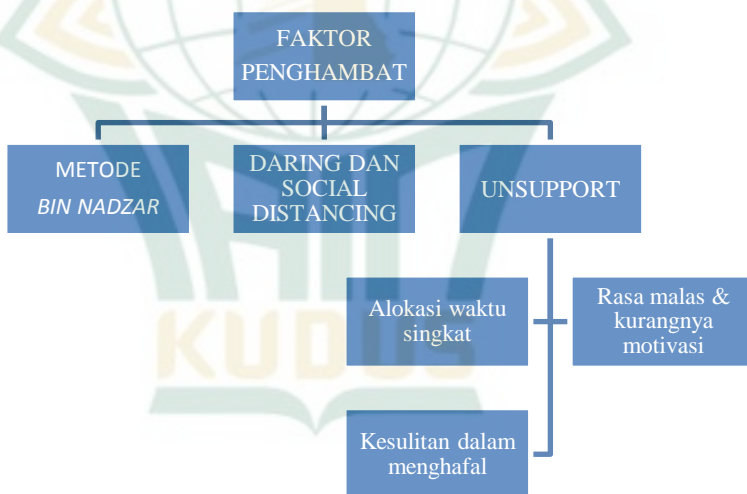 FAKTOR
PENGHAMBAT
METODE
BIN NADZAR
DARING DAN
SOCIAL
DISTANCING
UNSUPPORT
Alokasi waktu
singkat
Rasa malas &
kurangnya
motivasi
KUDUS
Kesulitan dalam
menghafal